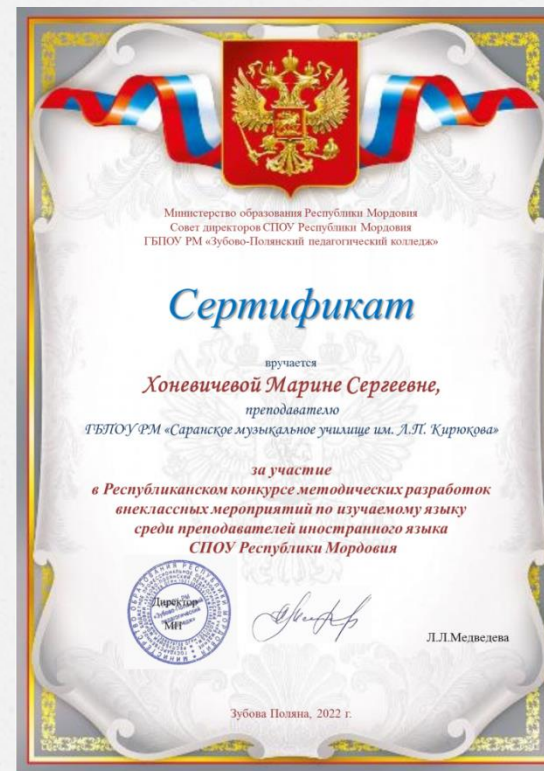 Министерство образования Республики Мордовия
Совет директоров СПОУ Республики Мордовия
ГБПОУ РМ «Зубово-Полянский педагогический колледж»
Сертификат
вручается
Хоневичевой Марине Сергеевне,
преподавателю
ГБПОУ РМ «Саранское музыкальное училище им. Л.П. Кирюкова»
за участие
в Республиканском конкурсе методических разработок
внеклассных мероприятий по изучаемому языку
среди преподавателей иностранного языка
СПОУ Республики Мордовия
Директор
МП
Л.Л.Медведева
Зубова Поляна, 2022 г.